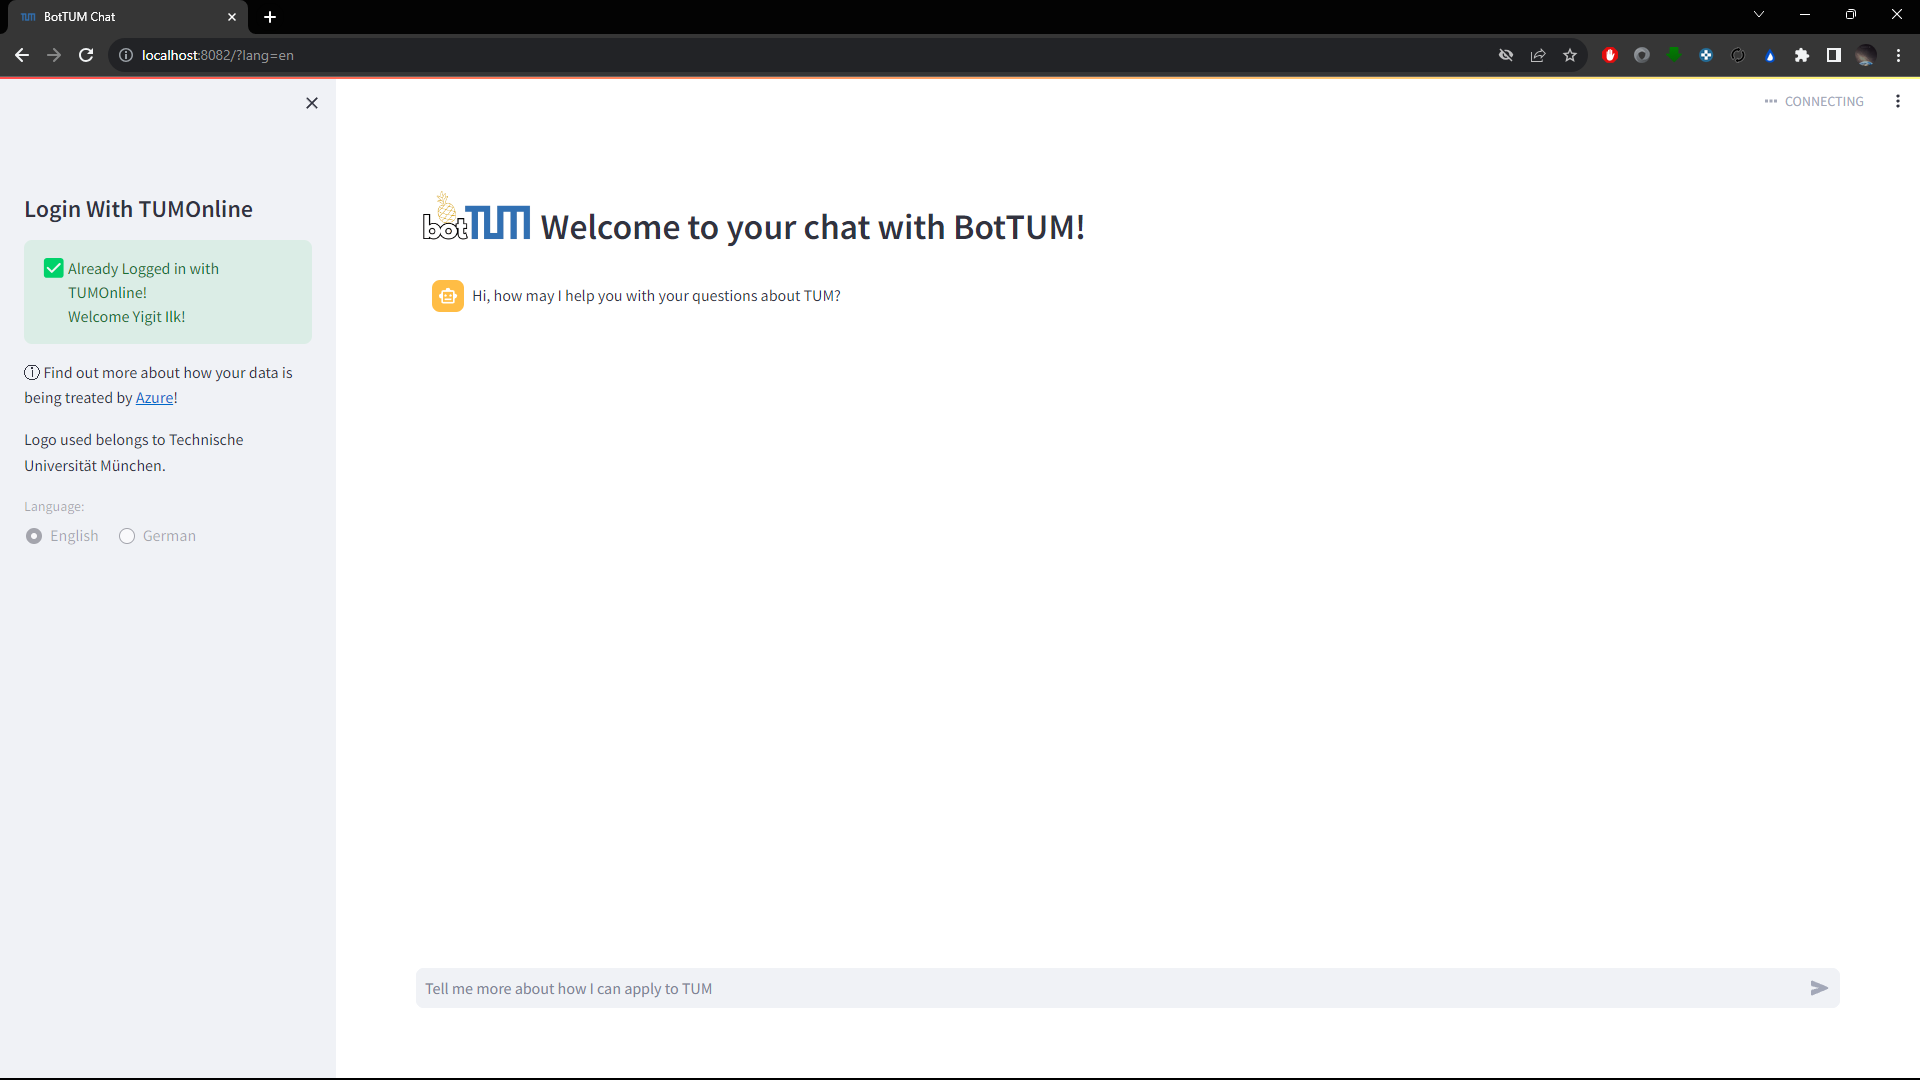 TUM BotTUM Chat
localhost:8082/?lang=en
CONNECTING
Login With TUMOnline
Already Logged in with
TUMOnline!
Welcome Yigit Ilk!
Find out more about how your data is
being treated by Azure!
Logo used belongs to Technische
Universität München.
Language:
English German
botTUM Welcome to your chat with BotTUM!
Hi, how may I help you with your questions about TUM?
Tell me more about how I can apply to TUM